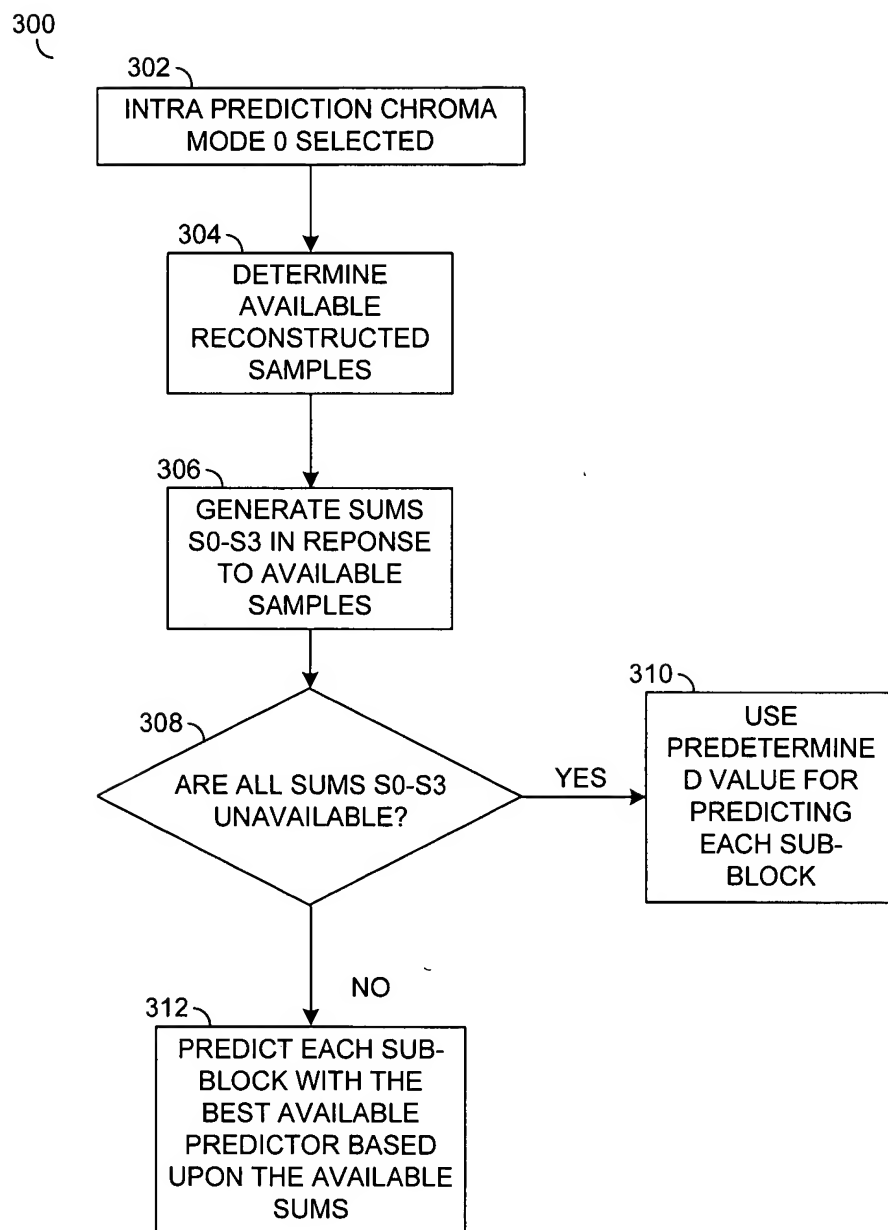 300
302
INTRA PREDICTION CHROMA
MODE 0 SELECTED
304
DETERMINE
AVAILABLE
RECONSTRUCTED
SAMPLES
306
GENERATE SUMS
S0-S3 IN REPONSE
TO AVAILABLE
SAMPLES
308
ARE ALL SUMS S0-S3
UNAVAILABLE?
YES
310
USE
PREDETERMINE
D VALUE FOR
PREDICTING
EACH SUB-
BLOCK
NO
312
PREDICT EACH SUB-
BLOCK WITH THE
BEST AVAILABLE
PREDICTOR BASED
UPON THE AVAILABLE
SUMS